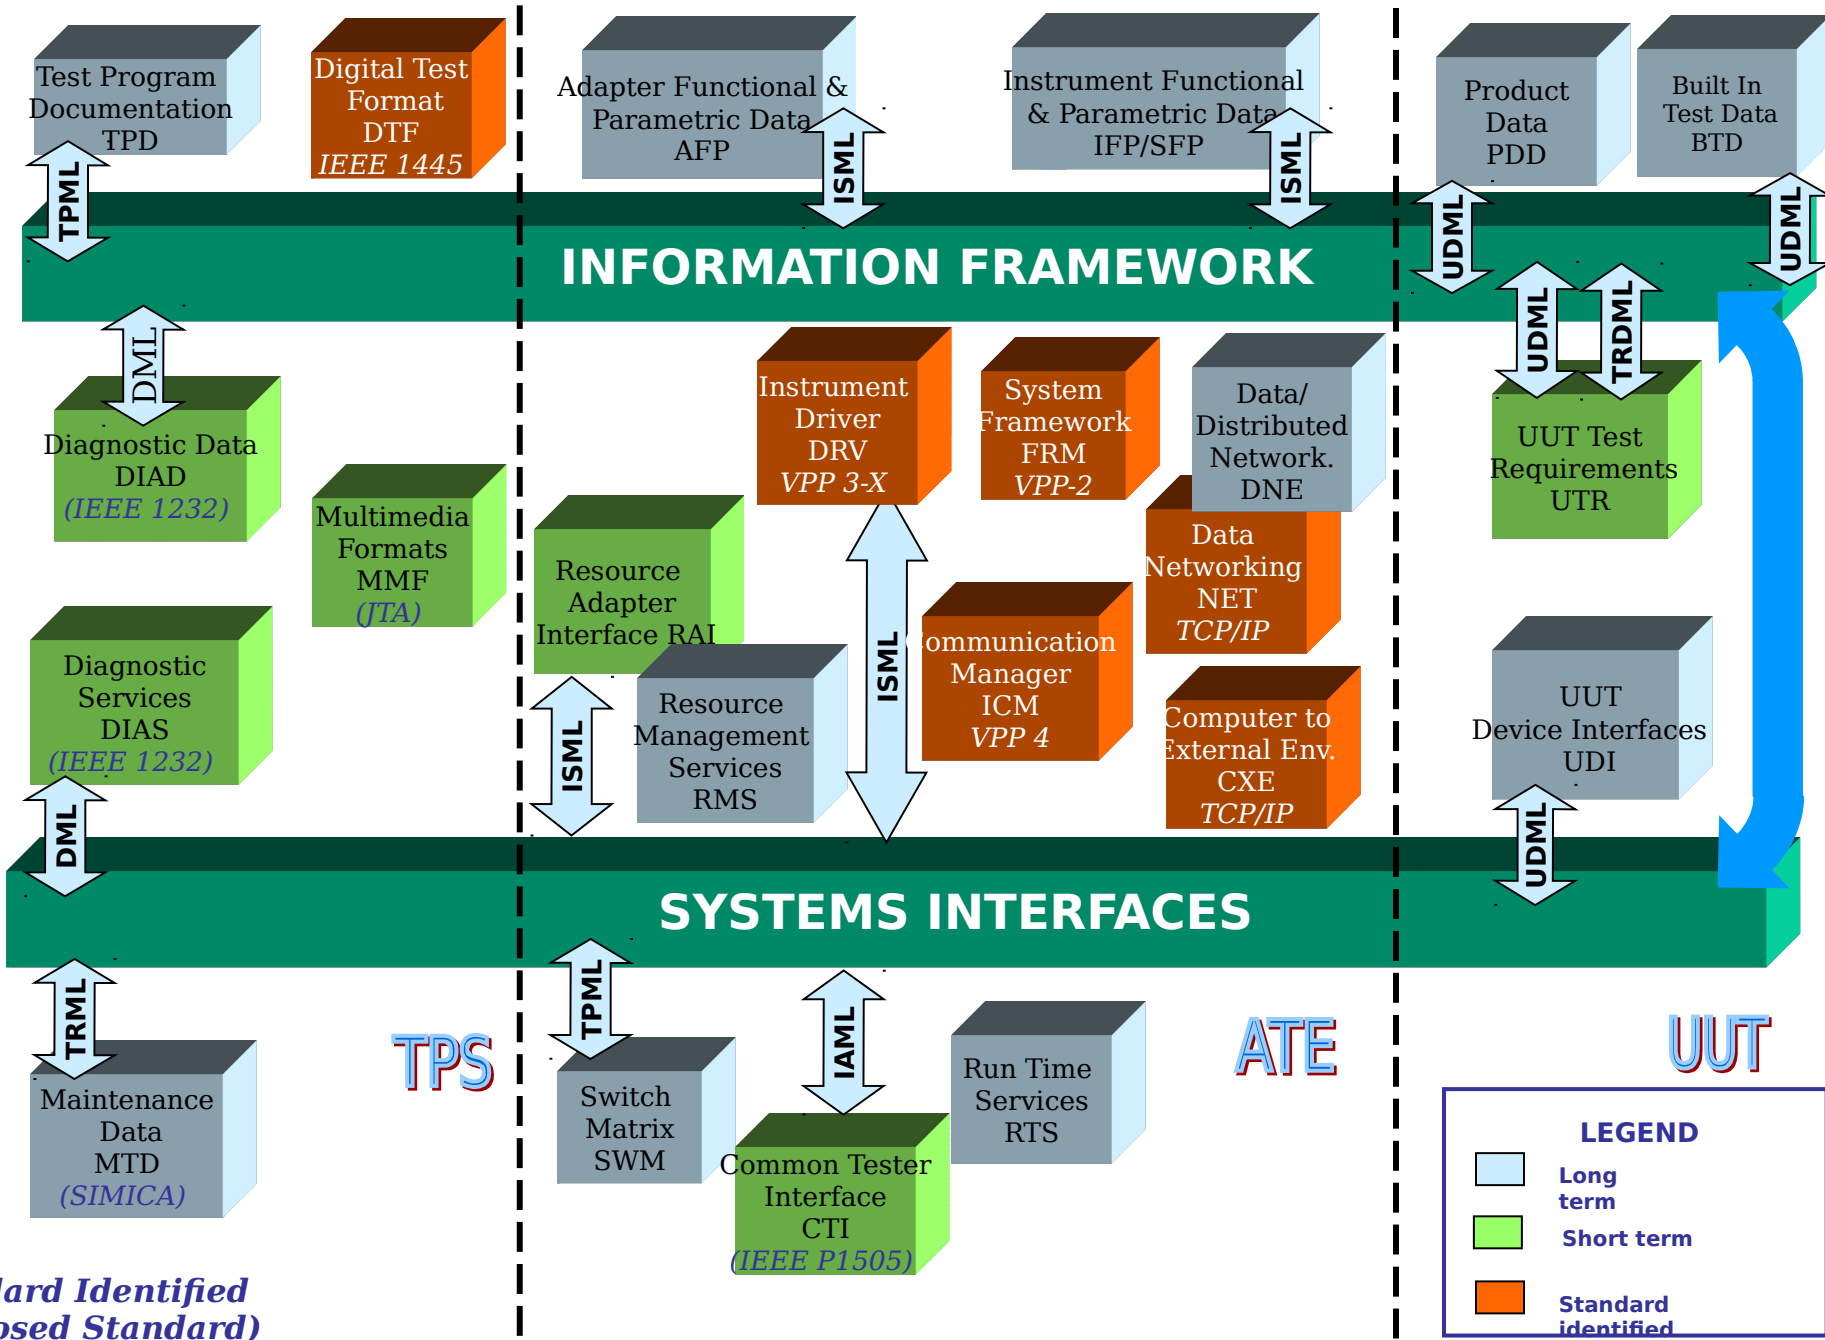 Test Program
Documentation
TPD
Digital Test
Format
DTF
IEEE 1445
Adapter Functional &
Parametric Data
AFP
Instrument Functional
& Parametric Data
IFP/SFP
Product
Data
PDD
Built In
Test Data
BTD
TPML
ISML
ISML
UDML
UDML
INFORMATION FRAMEWORK
DML
UDML
TRDML
Diagnostic Data
DIAD
(IEEE 1232)
Multimedia
Formats
MMF
(JTA)
Diagnostic
Services
DIAS
(IEEE 1232)
DML
Instrument
Driver
DRV
VPP 3-X
System
Framework
FRM
VPP-2
Data/
Distributed
Network.
DNE
Data
Networking
NET
TCP/IP
Resource
Adapter
Interface RAI
ISML
Resource
Management
Services
RMS
ISML
Communication
Manager
ICM
VPP 4
Computer to
External Env.
CXE
TCP/IP
UUT Test
Requirements
UTR
UUT
Device Interfaces
UDI
UDML
SYSTEMS INTERFACES
TRML
TPML
IAML
Maintenance
Data
MTD
(SIMICA)
TPS
Switch
Matrix
SWM
Common Tester
Interface
CTI
(IEEE P1505)
Run Time
Services
RTS
ATE
UUT
LEGEND
Long
term
Short term
Standard
identified
Identified
Standard)